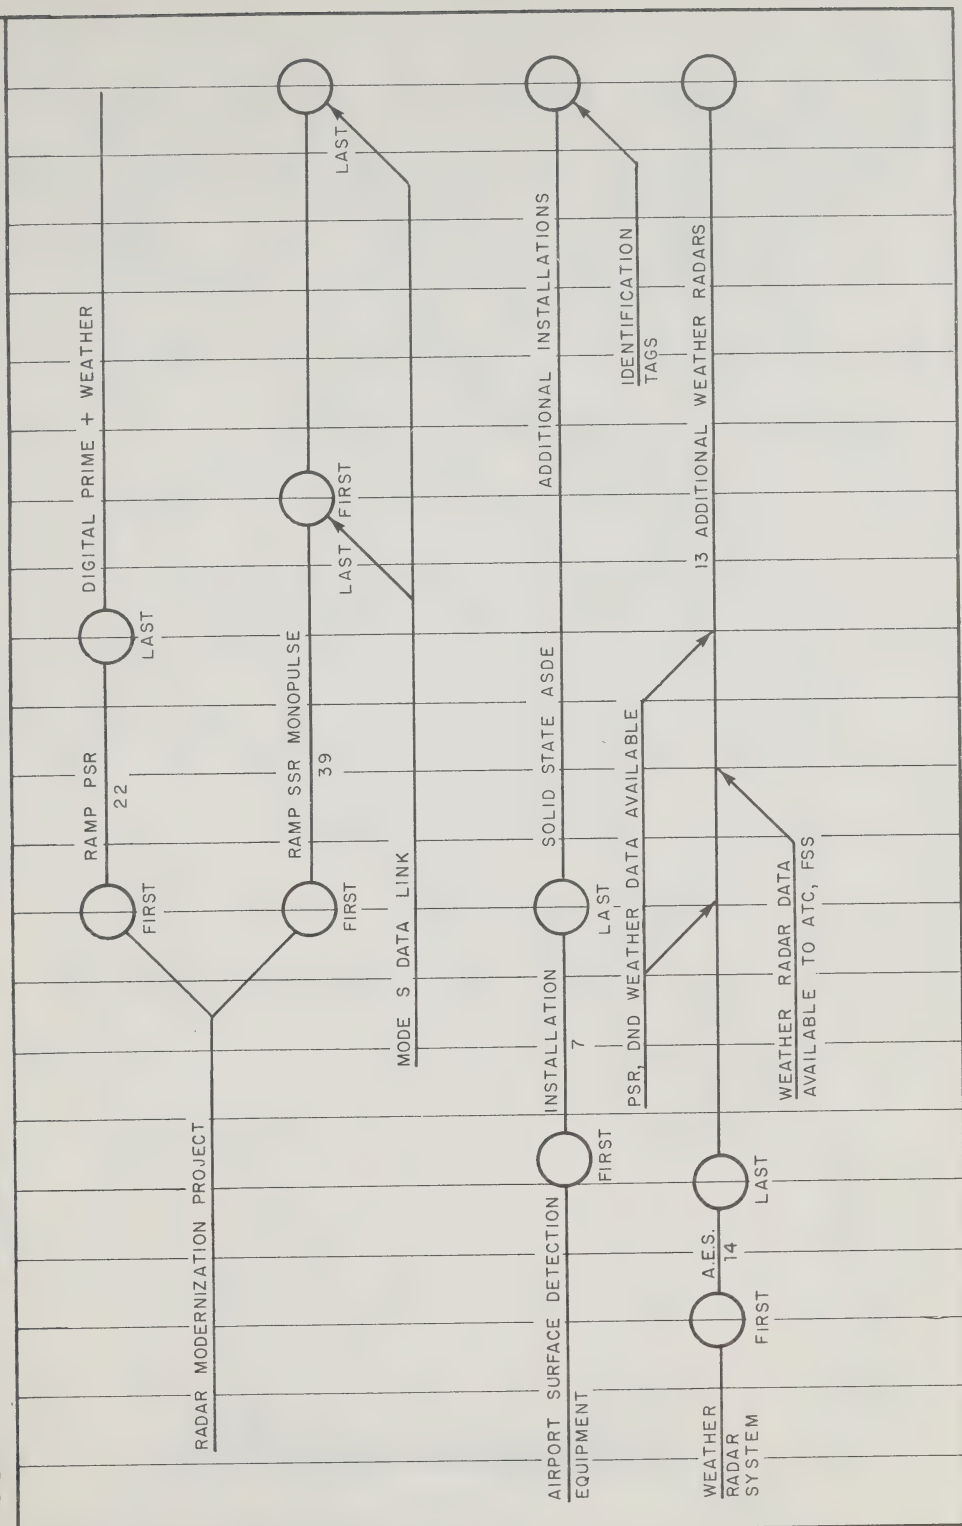 RADAR MODERNIZATION PROJECT
FIRST
RAMP PSR
22
LAST
DIGITAL PRIME + WEATHER
FIRST
RAMP SSR MONOPULSE
39
LAST
FIRST
LAST
MODE S DATA LINK
AIRPORT SURFACE DETECTION
EQUIPMENT
FIRST
INSTALLATION
7
LAST
SOLID STATE ASDE
ADDITIONAL INSTALLATIONS
IDENTIFICATION
TAGS
PSR, DND WEATHER DATA AVAILABLE
WEATHER
RADAR
SYSTEM
FIRST
A.E.S.
14
LAST
13 ADDITIONAL WEATHER RADARS
WEATHER RADAR DATA
AVAILABLE TO ATC, FSS